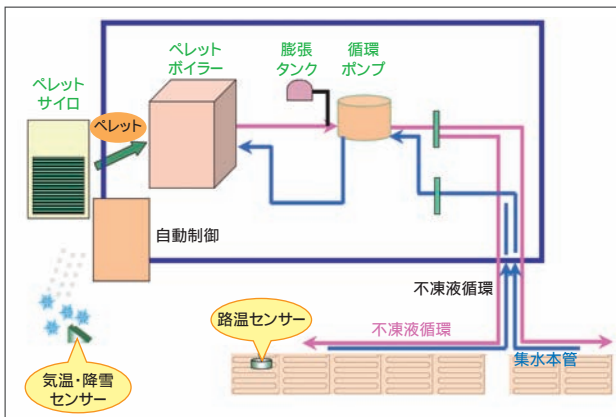 ペレット
サイロ
ペレット
ペレット
ボイラー
膨張
タンク
循環
ポンプ
自動制御
気温・降雪
センサー
路温センサー
不凍液循環
不凍液循環
集水本管